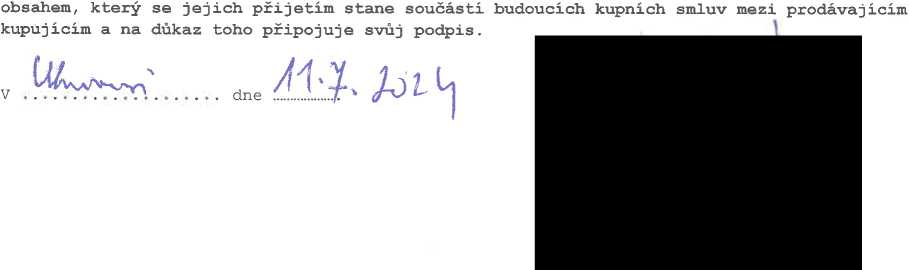 obsahem, který se jejich přijetím stane součástí budoucích kupních smluv mezi prodávajícím
kupujícím a na důkaz toho připojuje svůj podpis.
V .................... dne 11.7. 2024